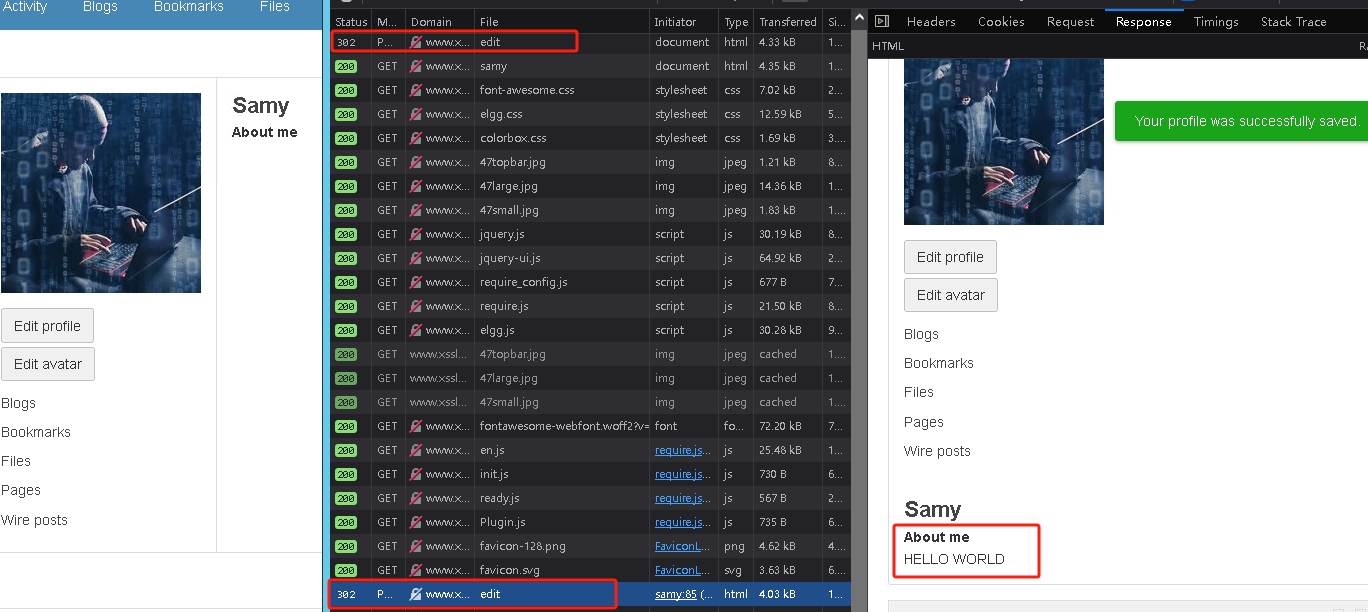 Activity Blogs Bookmarks Files
Samy
About me
Edit profile
Edit avatar
Blogs
Bookmarks
Files
Pages
Wire posts
Status M... Domain File Initiator Type Transferred Si...
302 P... www.x... edit document html 4.33 kB 1...
200 GET www.x... samy document html 4.35 kB 1...
200 GET www.x... font-awesome.css stylesheet css 7.02 kB 2...
200 GET www.x... elgg.css stylesheet css 12.59 kB 5...
200 GET www.x... colorbox.css stylesheet css 1.69 kB 3...
200 GET www.x... 47topbar.jpg img jpeg 1.21 kB 8...
200 GET www.x... 47large.jpg img jpeg 14.36 kB 1...
200 GET www.x... 47small.jpg img jpeg 1.83 kB 1...
200 GET www.x... jquery.js script js 30.19 kB 8...
200 GET www.x... jquery-ui.js script js 64.92 kB 2...
200 GET www.x... require_config.js script js 677 B 7...
200 GET www.x... require.js script js 21.50 kB 8...
200 GET www.x... elgg.js script js 30.28 kB 9...
200 GET www.xssl... 47topbar.jpg img jpeg cached 1...
200 GET www.xssl... 47large.jpg img jpeg cached 1...
200 GET www.xssl... 47small.jpg img jpeg cached 1...
200 GET www.x... fontawesome-webfont.woff2?v= font fo... 72.20 kB 7...
200 GET www.x... en.js require.js... js 25.48 kB 1...
200 GET www.x... init.js require.js... js 730 B 6...
200 GET www.x... ready.js require.js... js 567 B 2...
200 GET www.x... Plugin.js require.js... js 735 B 6...
200 GET www.x... favicon-128.png FaviconL... png 4.62 kB 4...
200 GET www.x... favicon.svg FaviconL... svg 3.63 kB 6...
302 P... www.x... edit samy:85 (... html 4.03 kB 1...
Headers Cookies Request Response Timings Stack Trace
HTML
Your profile was successfully saved.
Edit profile
Edit avatar
Blogs
Bookmarks
Files
Pages
Wire posts
Samy
About me
HELLO WORLD